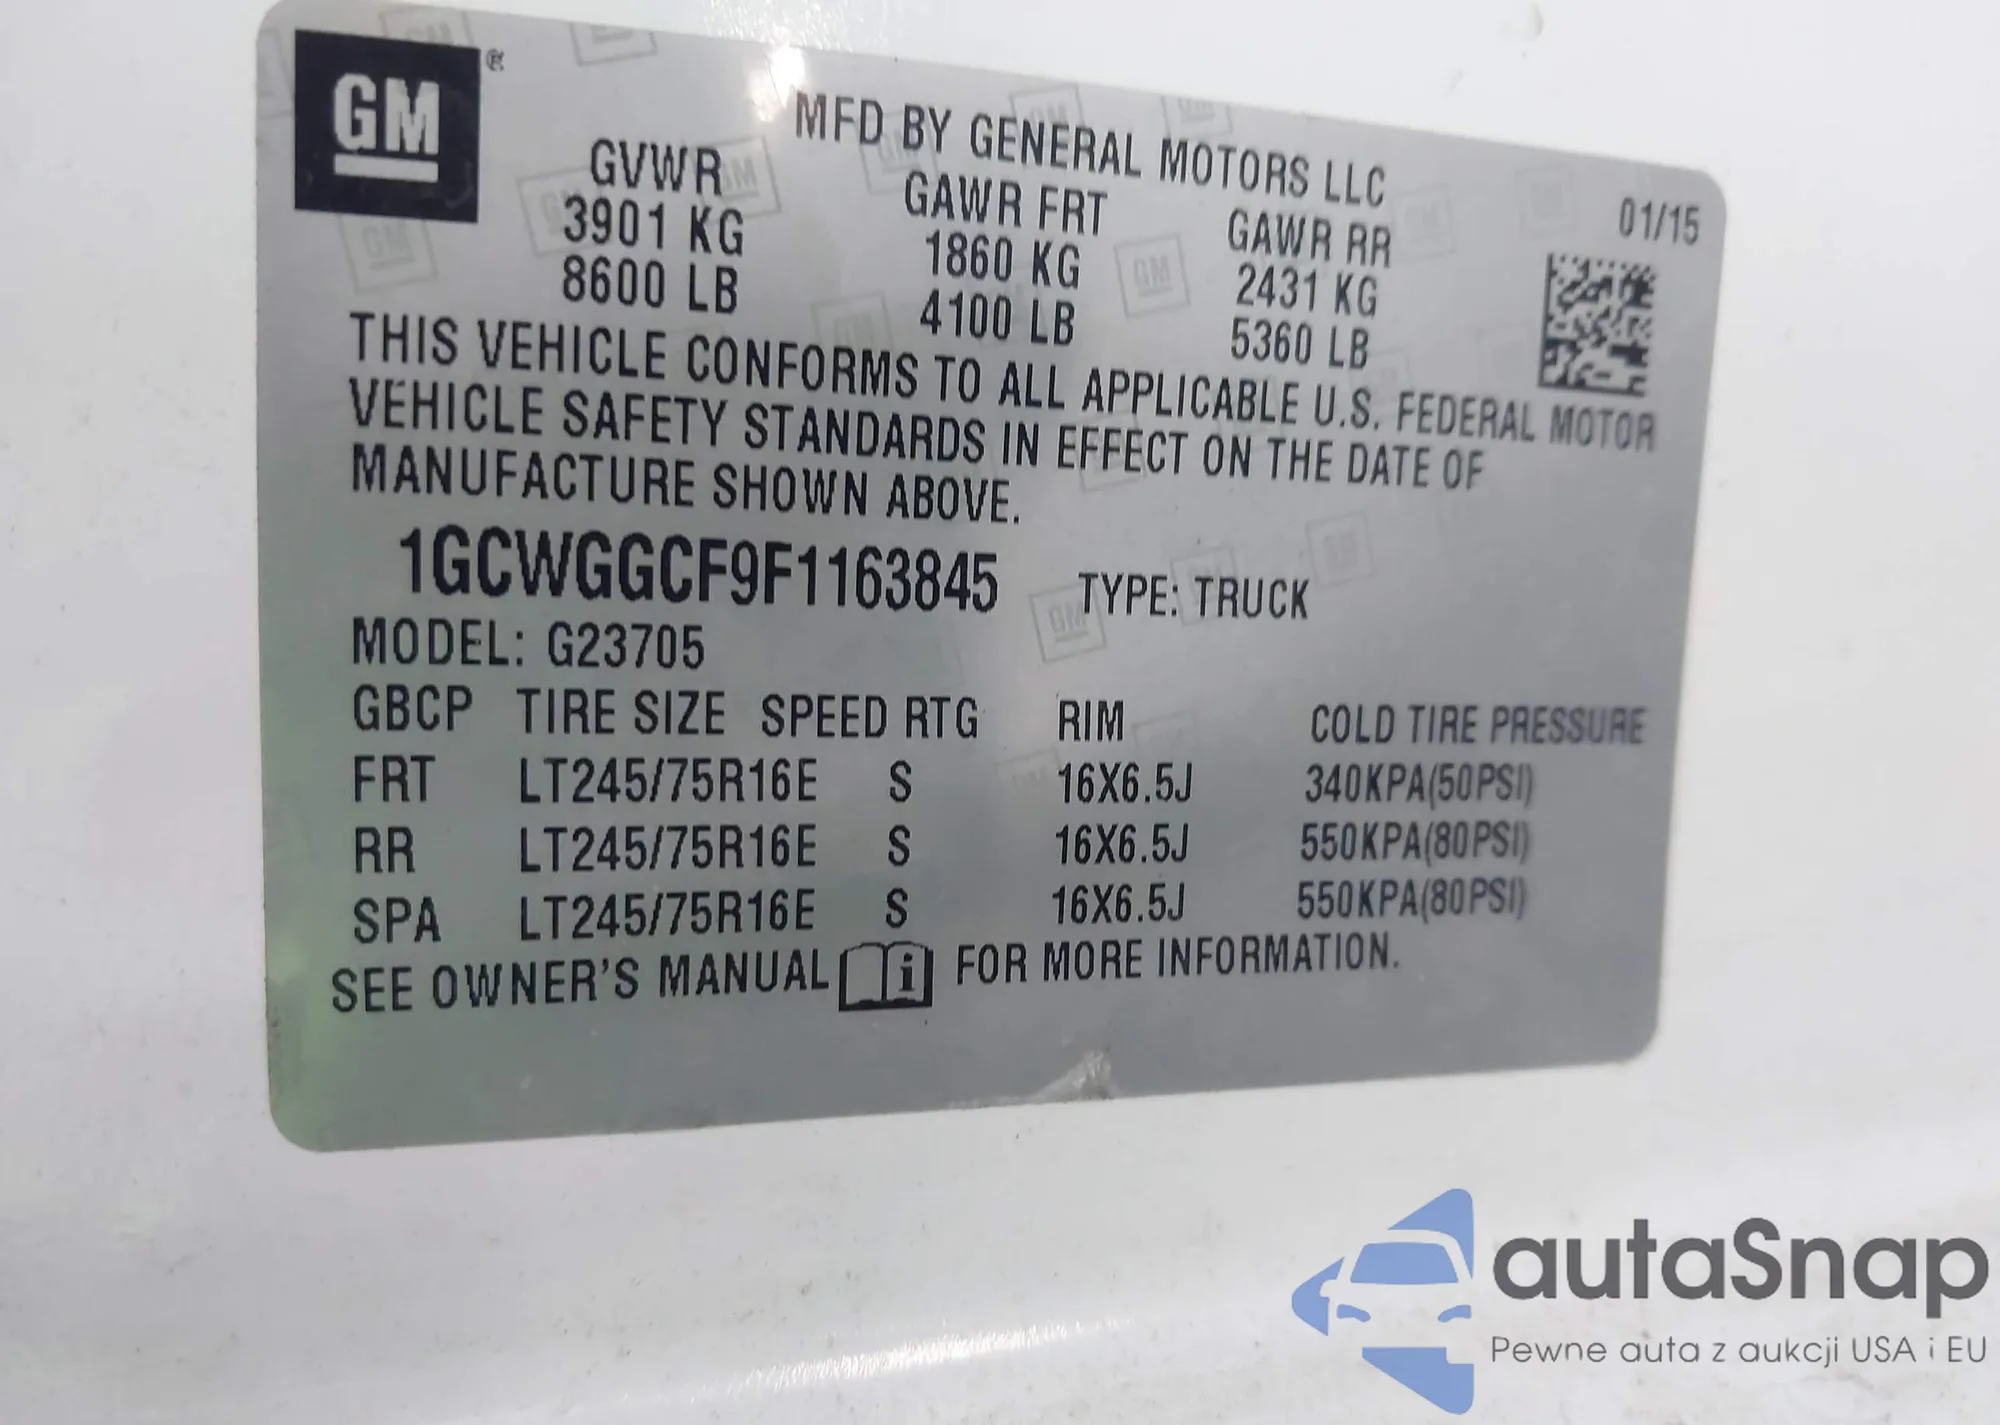 GM®
MFD BY GENERAL MOTORS LLC
01/15
GVWR GAWR FRT GAWR RR
3901 KG 1860 KG 2431 KG
8600 LB 4100 LB 5360 LB
THIS VEHICLE CONFORMS TO ALL APPLICABLE U.S. FEDERAL MOTOR
VEHICLE SAFETY STANDARDS IN EFFECT ON THE DATE OF
MANUFACTURE SHOWN ABOVE.
1GCWGGCF9F1163845 TYPE: TRUCK
MODEL: G23705
GBCP TIRE SIZE SPEED RTG RIM COLD TIRE PRESSURE
FRT LT245/75R16E S 16X6.5J 340KPA(50PSI)
RR LT245/75R16E S 16X6.5J 550KPA(80PSI)
SPA LT245/75R16E S 16X6.5J 550KPA(80PSI)
SEE OWNER'S MANUAL i FOR MORE INFORMATION.
autaSnap
Pewne auta z aukcji USA i EU